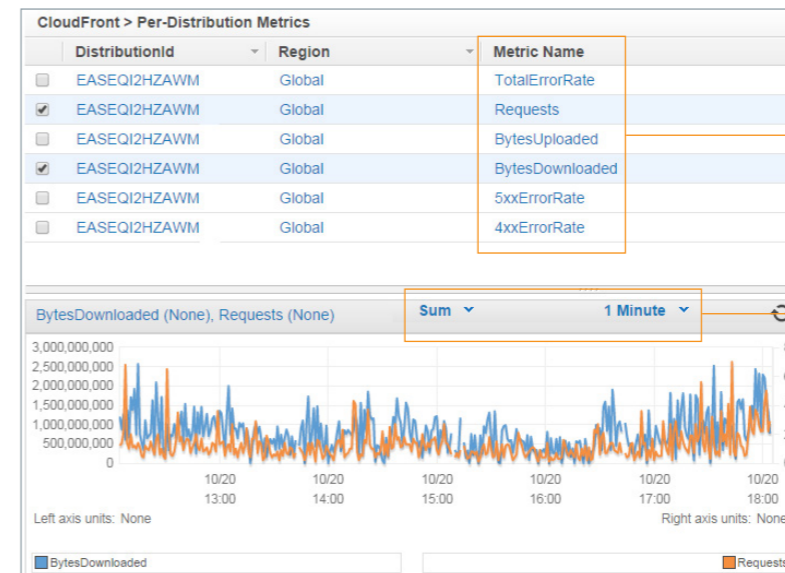 CloudFront > Per-Distribution Metrics
DistributionId Region Metric Name
EASEQI2HZAWM Global TotalErrorRate
EASEQI2HZAWM Global Requests
EASEQI2HZAWM Global BytesUploaded
EASEQI2HZAWM Global BytesDownloaded
EASEQI2HZAWM Global 5xxErrorRate
EASEQI2HZAWM Global 4xxErrorRate
BytesDownloaded (None), Requests (None) Sum 1 Minute
3,000,000,000
2,500,000,000
2,000,000,000
1,500,000,000
1,000,000,000
500,000,000
0
10/20 10/20 10/20 10/20 10/20 10/20
13:00 14:00 15:00 16:00 17:00 18:00
Left axis units: None Right axis units: None
BytesDownloaded Requests